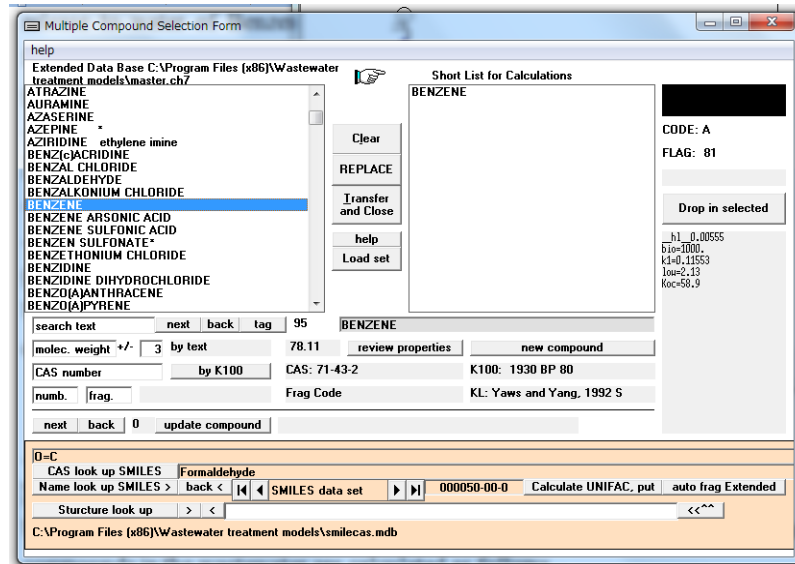 Multiple Compound Selection Form
help
Extended Data Base C:\Program Files (x86)\Wastewater
treatment models\master.ch7
Short List for Calculations
ATRAZINE
AURAMINE
AZASERINE
AZEPINE *
AZIRIDINE ethylene imine
BENZ(c)ACRIDINE
BENZAL CHLORIDE
BENZALDEHYDE
BENZALKONIUM CHLORIDE
BENZENE
BENZENE ARSONIC ACID
BENZENE SULFONIC ACID
BENZEN SULFONATE*
BENZETHONIUM CHLORIDE
BENZIDINE
BENZIDINE DIHYDROCHLORIDE
BENZO(A)ANTHRACENE
BENZO(A)PYRENE
Clear
REPLACE
Transfer
and Close
help
Load set
BENZENE
CODE: A
FLAG: 81
Drop in selected
__hl__0.00555
bio=1000.
k1=0.11553
low=2.13
Koc=58.9
search text next back tag 95 BENZENE
molec. weight +/- 3 by text 78.11 review properties new compound
CAS number by K100 CAS: 71-43-2 K100: 1930 BP 80
numb. frag. Frag Code KL: Yaws and Yang, 1992 S
next back 0 update compound
O=C
CAS look up SMILES Formaldehyde
Name look up SMILES > back < SMILES data set 000050-00-0 Calculate UNIFAC, put auto frag Extended
Sturcture look up > < <<^^
C:\Program Files (x86)\Wastewater treatment models\smilecas.mdb